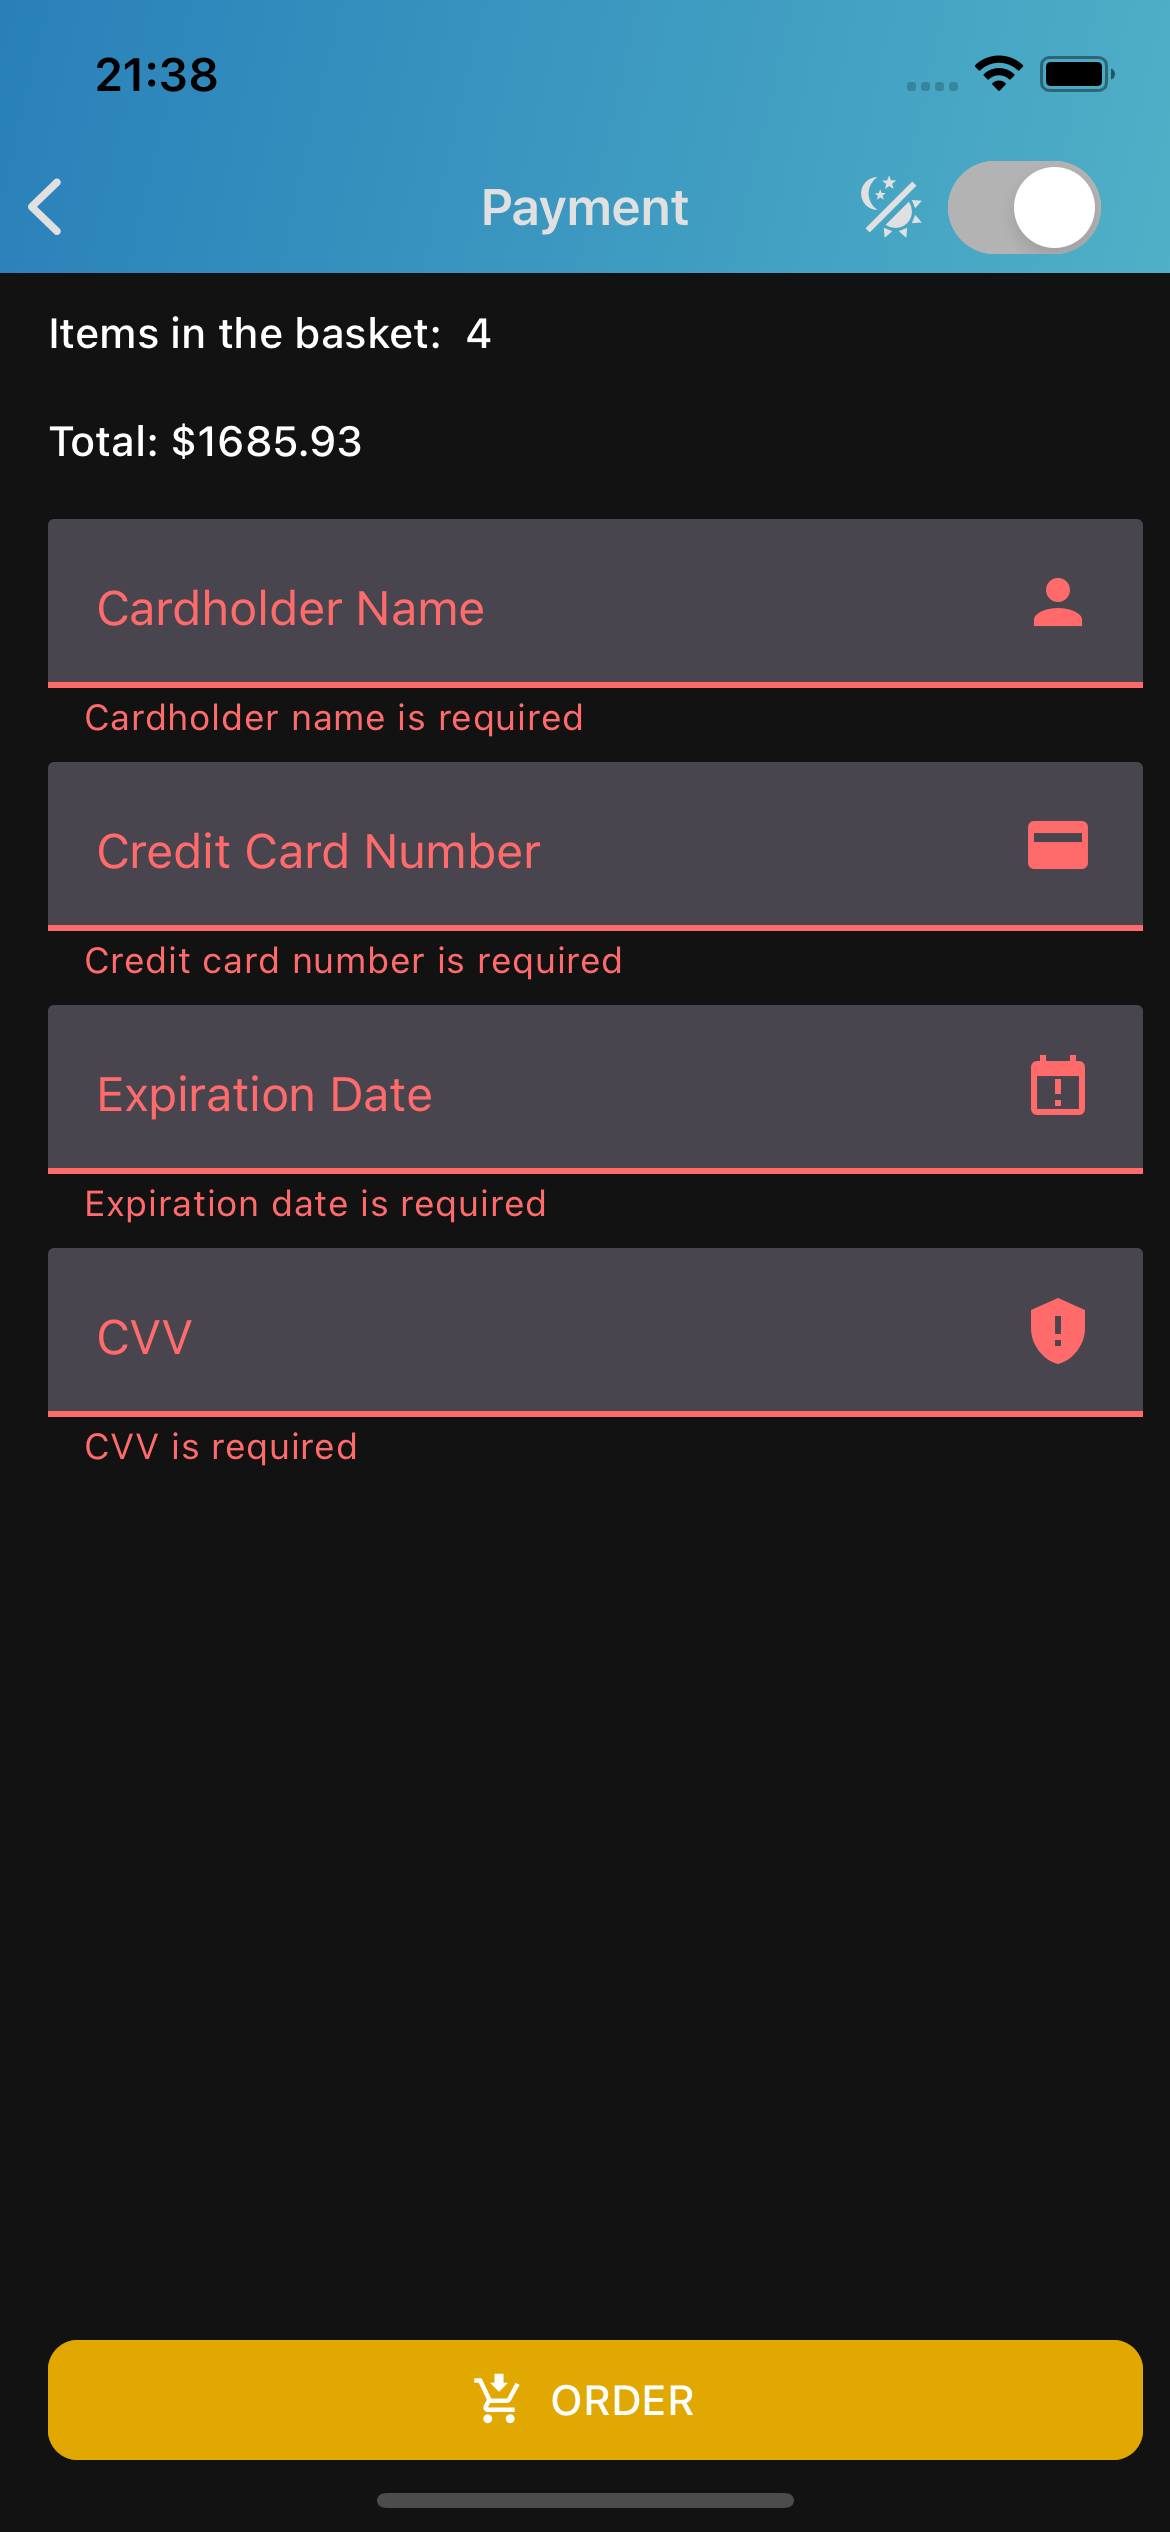 21:38
Payment
Items in the basket: 4
Total: $1685.93
Cardholder Name
Cardholder name is required
Credit Card Number
Credit card number is required
Expiration Date
Expiration date is required
CVV
CVV is required
ORDER